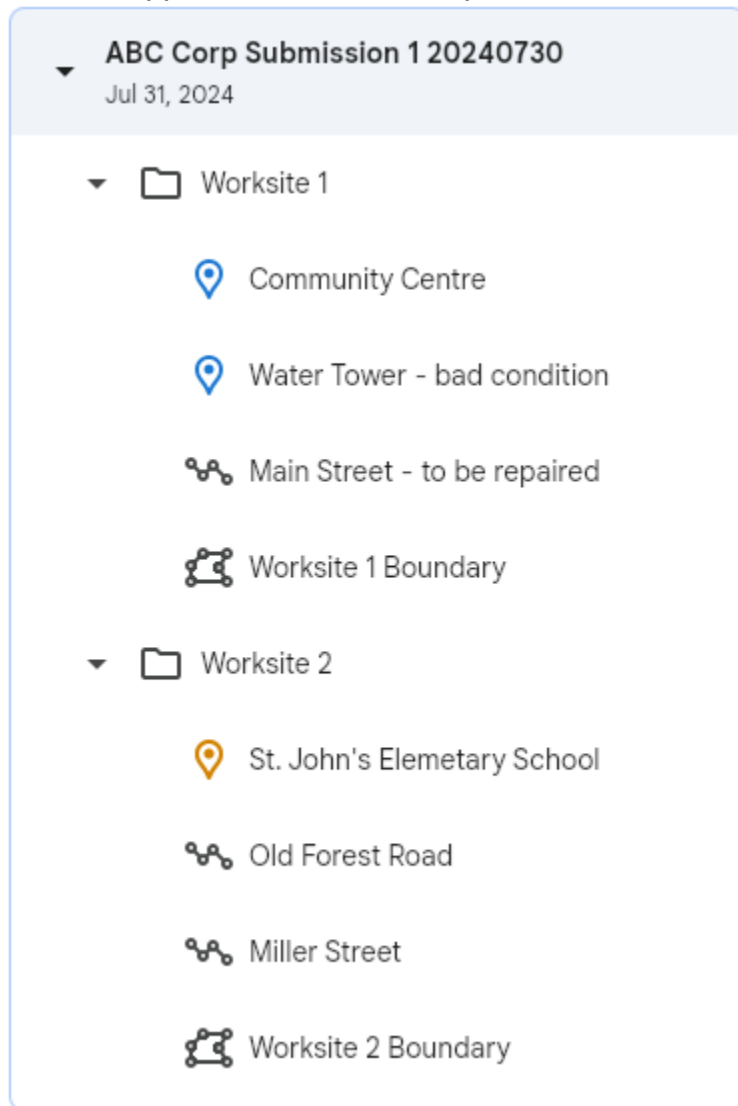 ABC Corp Submission 1 20240730
Jul 31, 2024
Worksite 1
Community Centre
Water Tower - bad condition
Main Street - to be repaired
Worksite 1 Boundary
Worksite 2
St. John's Elemetary School
Old Forest Road
Miller Street
Worksite 2 Boundary